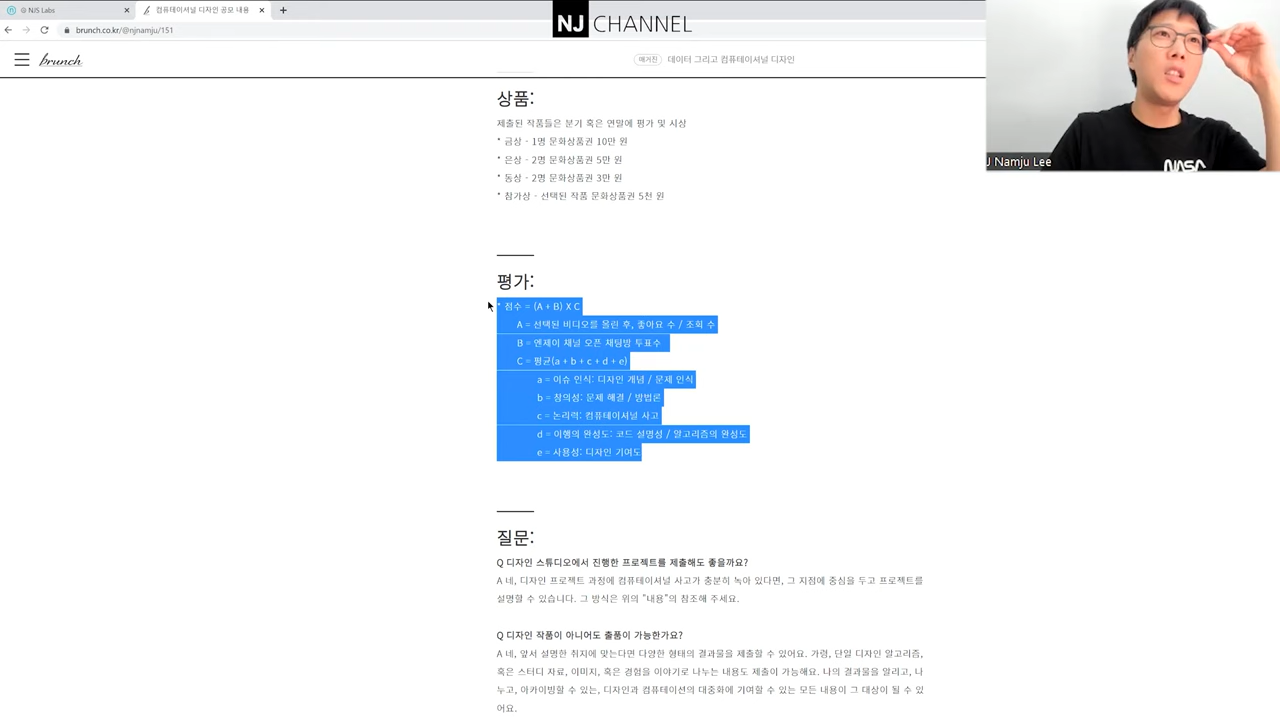 NJS Labs
컴퓨테이셔널 디자인 공모 내용
NJ CHANNEL
brunch.co.kr/@njnamju/151
brunch
매거진 데이터 그리고 컴퓨테이셔널 디자인
상품:
제출된 작품들은 분기 혹은 연말에 평가 및 시상
* 금상 - 1명 문화상품권 10만 원
* 은상 - 2명 문화상품권 5만 원
* 동상 - 2명 문화상품권 3만 원
* 참가상 - 선택된 작품 문화상품권 5천 원
평가:
* 점수 = (A + B) X C
A = 선택된 비디오를 올린 후, 좋아요 수 / 조회 수
B = 엔제이 채널 오픈 채팅방 투표수
C = 평균(a + b + c + d + e)
a = 이슈 인식: 디자인 개념 / 문제 인식
b = 창의성: 문제 해결 / 방법론
c = 논리력: 컴퓨테이셔널 사고
d = 이행의 완성도: 코드 설명성 / 알고리즘의 완성도
e = 사용성: 디자인 기여도
질문:
Q 디자인 스튜디오에서 진행한 프로젝트를 제출해도 좋을까요?
A 네, 디자인 프로젝트 과정에 컴퓨테이셔널 사고가 충분히 녹아 있다면, 그 지점에 중심을 두고 프로젝트를
설명할 수 있습니다. 그 방식은 위의 "내용"의 참조해 주세요.
Q 디자인 작품이 아니어도 출품이 가능한가요?
A 네, 앞서 설명한 취지에 맞는다면 다양한 형태의 결과물을 제출할 수 있어요. 가령, 단일 디자인 알고리즘,
혹은 스터디 자료, 이미지, 혹은 경험을 이야기로 나누는 내용도 제출이 가능해요. 나의 결과물을 알리고, 나
누고, 아카이빙할 수 있는, 디자인과 컴퓨테이션의 대중화에 기여할 수 있는 모든 내용이 그 대상이 될 수 있
어요.
J Namju Lee
NASA